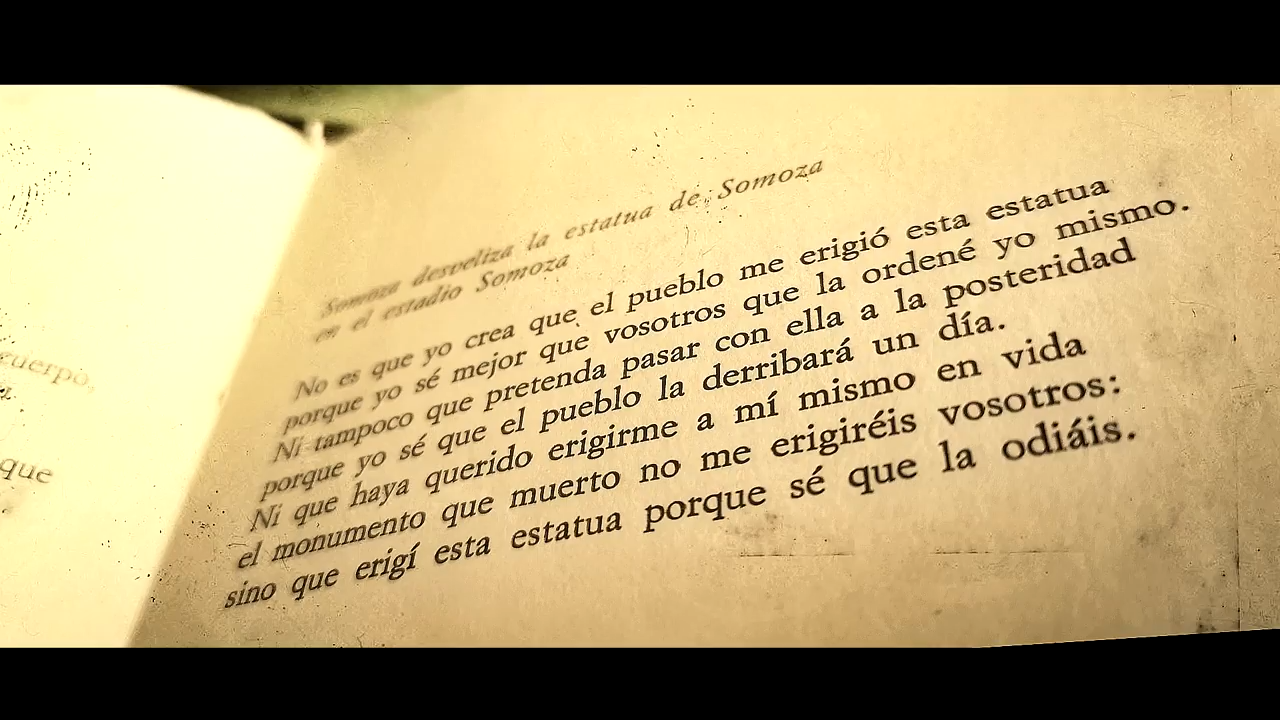 cuerpo,
que
Somoza desveliza la estatua de Somoza
en el estadio Somoza
No es que yo crea que el pueblo me erigió esta estatua
porque yo sé mejor que vosotros que la ordené yo mismo.
Ni tampoco que pretenda pasar con ella a la posteridad
porque yo sé que el pueblo la derribará un día.
Ni que haya querido erigirme a mí mismo en vida
el monumento que muerto no me erigiréis vosotros:
sino que erigí esta estatua porque sé que la odiáis.